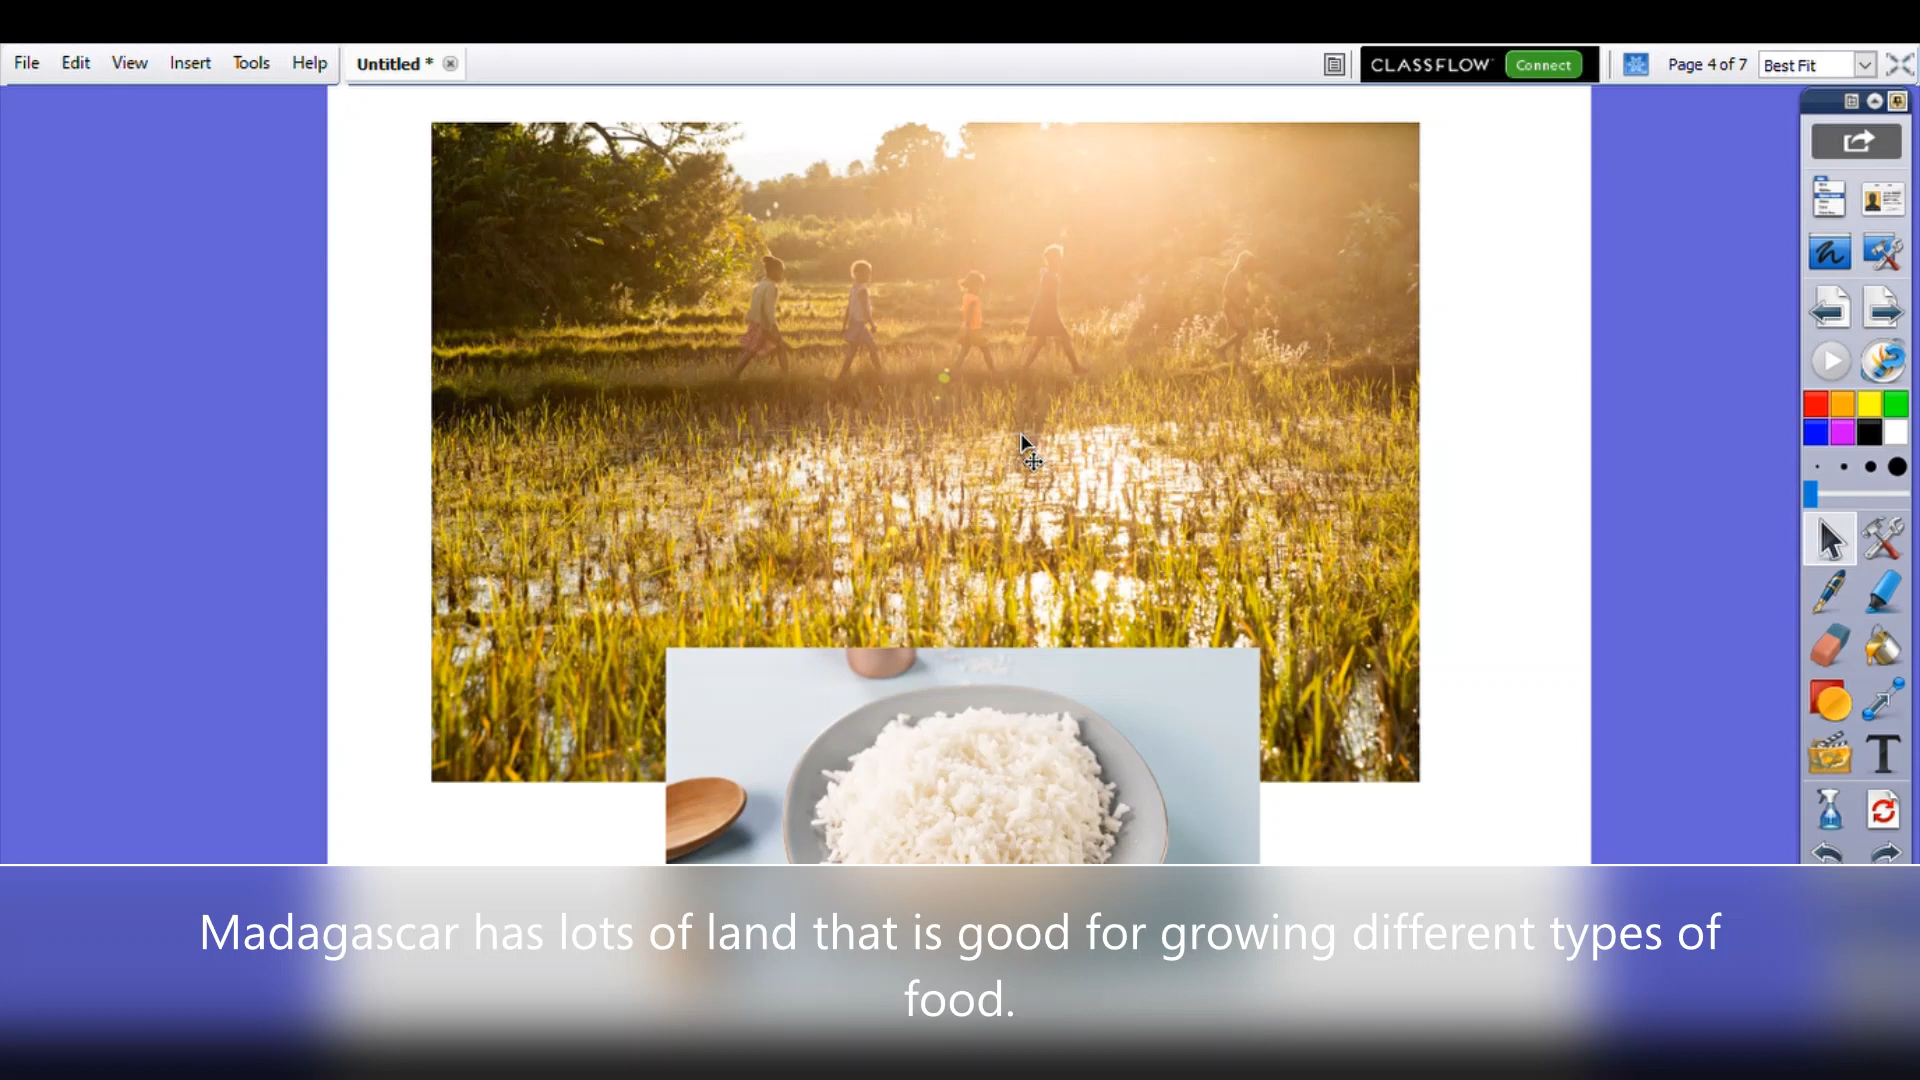 File Edit View Insert Tools Help Untitled * CLASSFLOW Connect Page 4 of 7 Best Fit
Madagascar has lots of land that is good for growing different types of
food.